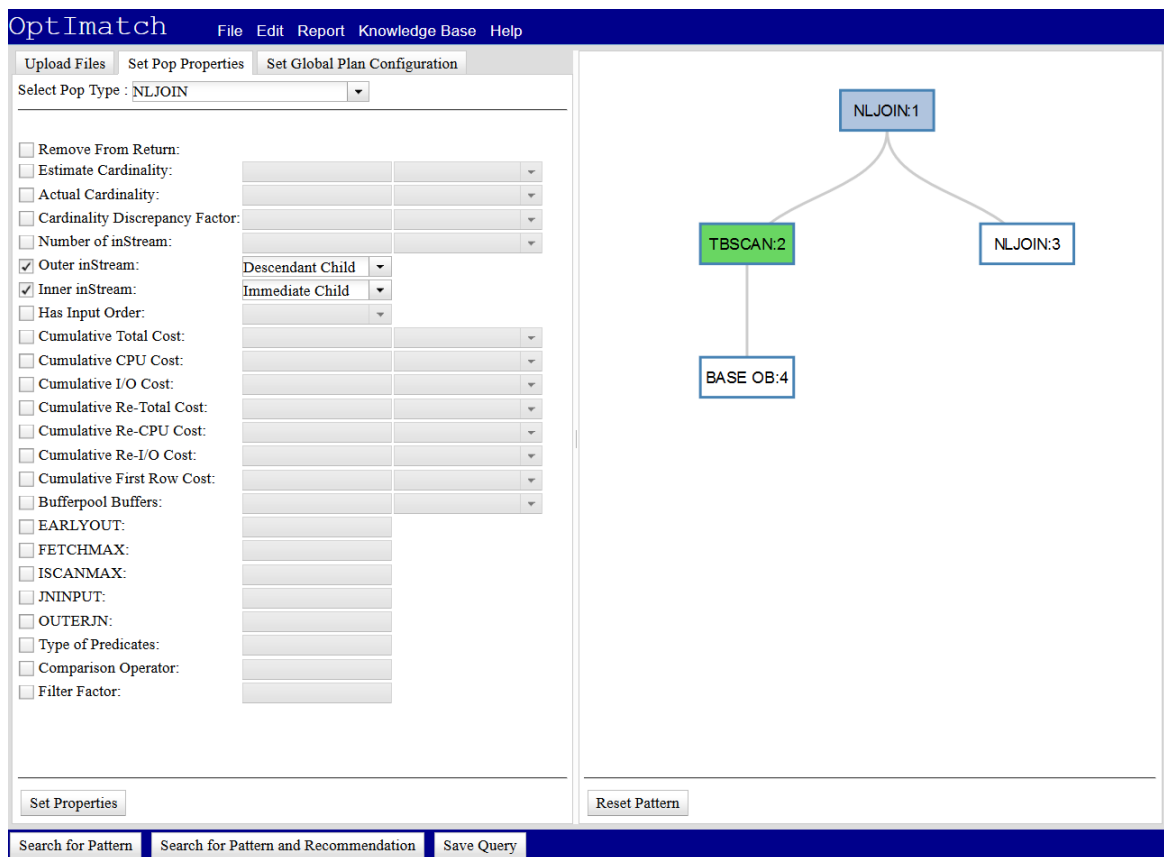 OptImatch File Edit Report Knowledge Base Help
Upload Files Set Pop Properties Set Global Plan Configuration
Select Pop Type : NLJOIN
Remove From Return:
Estimate Cardinality:
Actual Cardinality:
Cardinality Discrepancy Factor:
Number of inStream:
Outer inStream: Descendant Child
Inner inStream: Immediate Child
Has Input Order:
Cumulative Total Cost:
Cumulative CPU Cost:
Cumulative I/O Cost:
Cumulative Re-Total Cost:
Cumulative Re-CPU Cost:
Cumulative Re-I/O Cost:
Cumulative First Row Cost:
Bufferpool Buffers:
EARLYOUT:
FETCHMAX:
ISCANMAX:
JNINPUT:
OUTERJN:
Type of Predicates:
Comparison Operator:
Filter Factor:
Set Properties
NLJOIN:1
TBSCAN:2 NLJOIN:3
BASE OB:4
Reset Pattern
Search for Pattern Search for Pattern and Recommendation Save Query